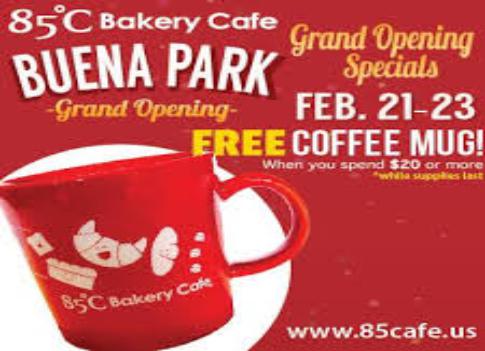 85°C Bakery Cafe
BUENA PARK
-Grand Opening-
Grand Opening
Specials
FEB. 21-23
FREE COFFEE MUG!
When you spend $20 or more
*while supplies last
85°C Bakery Cafe
www.85cafe.us